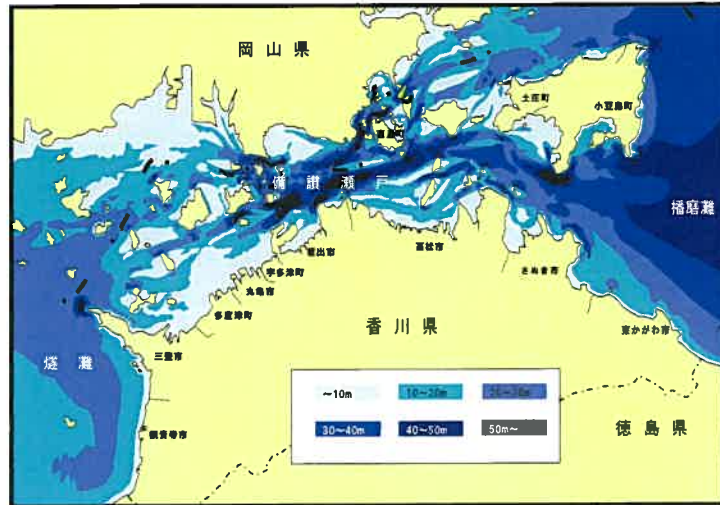 岡山県
土庄町
小豆島町
直島町
備讃瀬戸
播磨灘
坂出市
高松市
宇多津町
さぬき市
丸亀市
多度津町
香川県
東かがわ市
三豊市
燧灘
~10m
10~20m
20~30m
30~40m
40~50m
50m~
観音寺市
徳島県